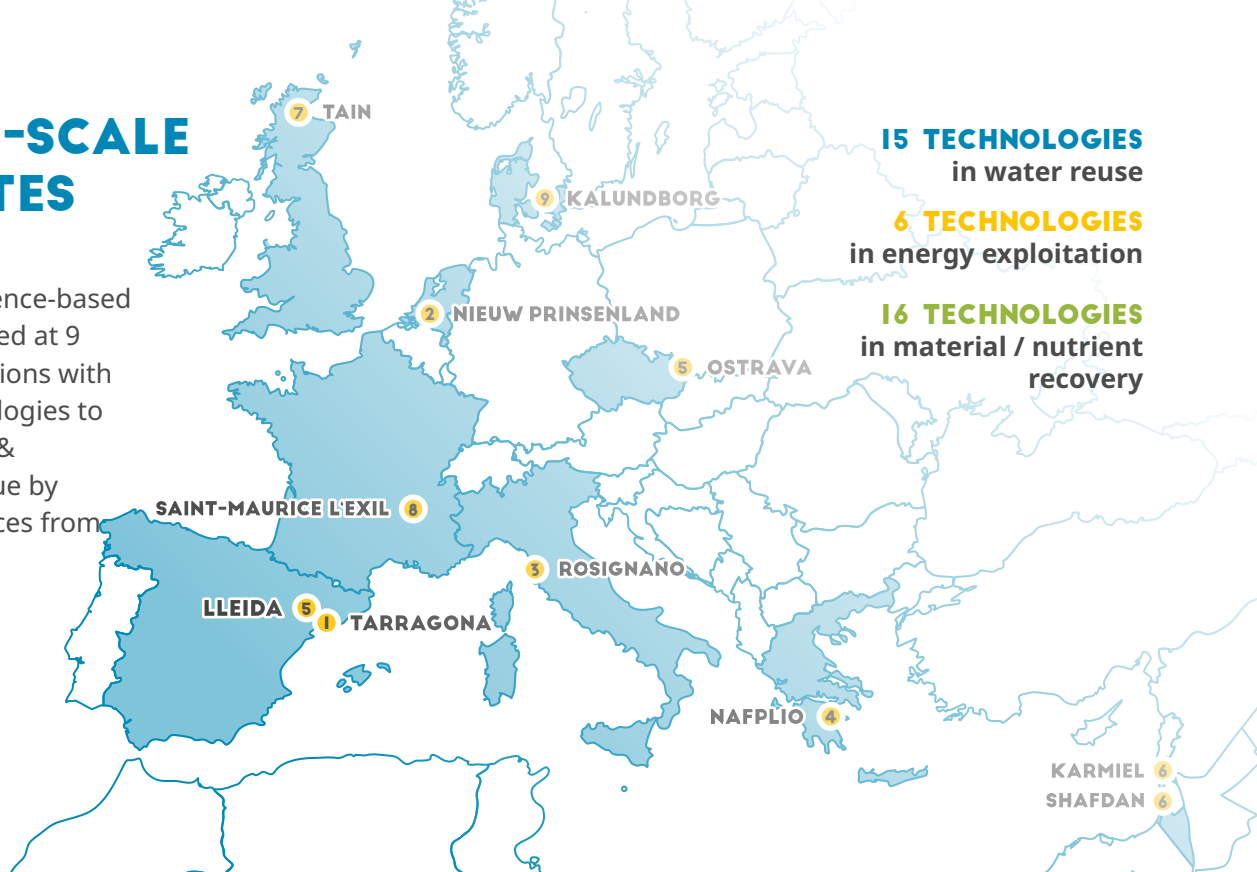 -SCALE
TES
ence-based
ed at 9
ions with
logies to
&
ue by
ces from
15 TECHNOLOGIES
in water reuse
6 TECHNOLOGIES
in energy exploitation
16 TECHNOLOGIES
in material / nutrient
recovery
7 TAIN
9 KALUNDBORG
2 NIEUW PRINSENLAND
5 OSTRAVA
SAINT-MAURICE L'EXIL 8
3 ROSIGNANO
LLEIDA 5
1 TARRAGONA
NAFPLIO 4
KARMIEL 6
SHAFDAN 6